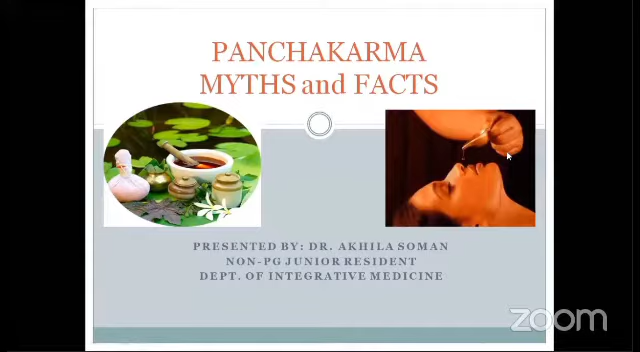 PANCHAKARMA
MYTHS and FACTS
PRESENTED BY: DR. AKHILA SOMAN
NON-PG JUNIOR RESIDENT
DEPT. OF INTEGRATIVE MEDICINE
zoom